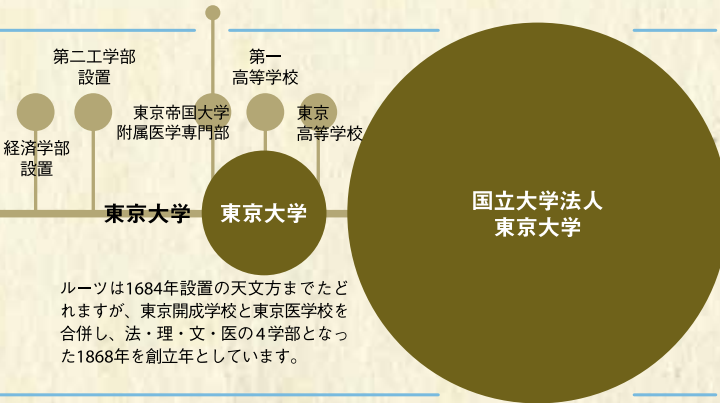 第二工学部
設置
第一
高等学校
東京帝国大学
附属医学専門部
東京
高等学校
経済学部
設置
東京大学
東京大学
国立大学法人
東京大学
ルーツは1684年設置の天文方までたど
れますが、東京開成学校と東京医学校を
合併し、法・理・文・医の４学部となっ
た1868年を創立年としています。